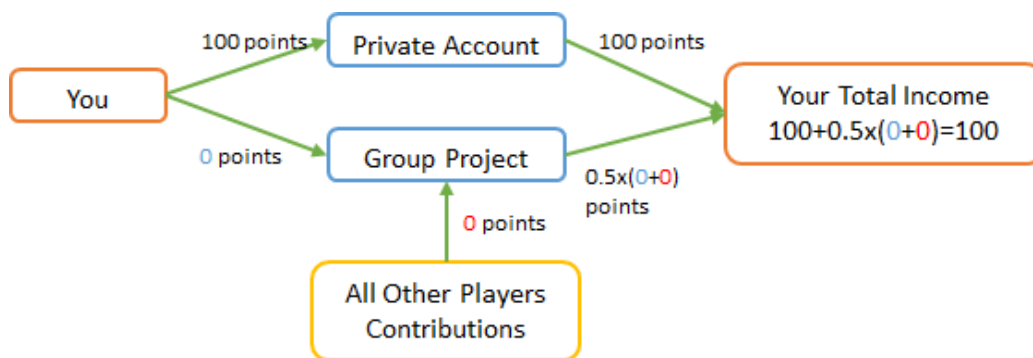 100 points
Private Account
100 points
You
Your Total Income
100+0.5x(0+0)=100
0 points
Group Project
0.5x(0+0)
points
0 points
All Other Players
Contributions